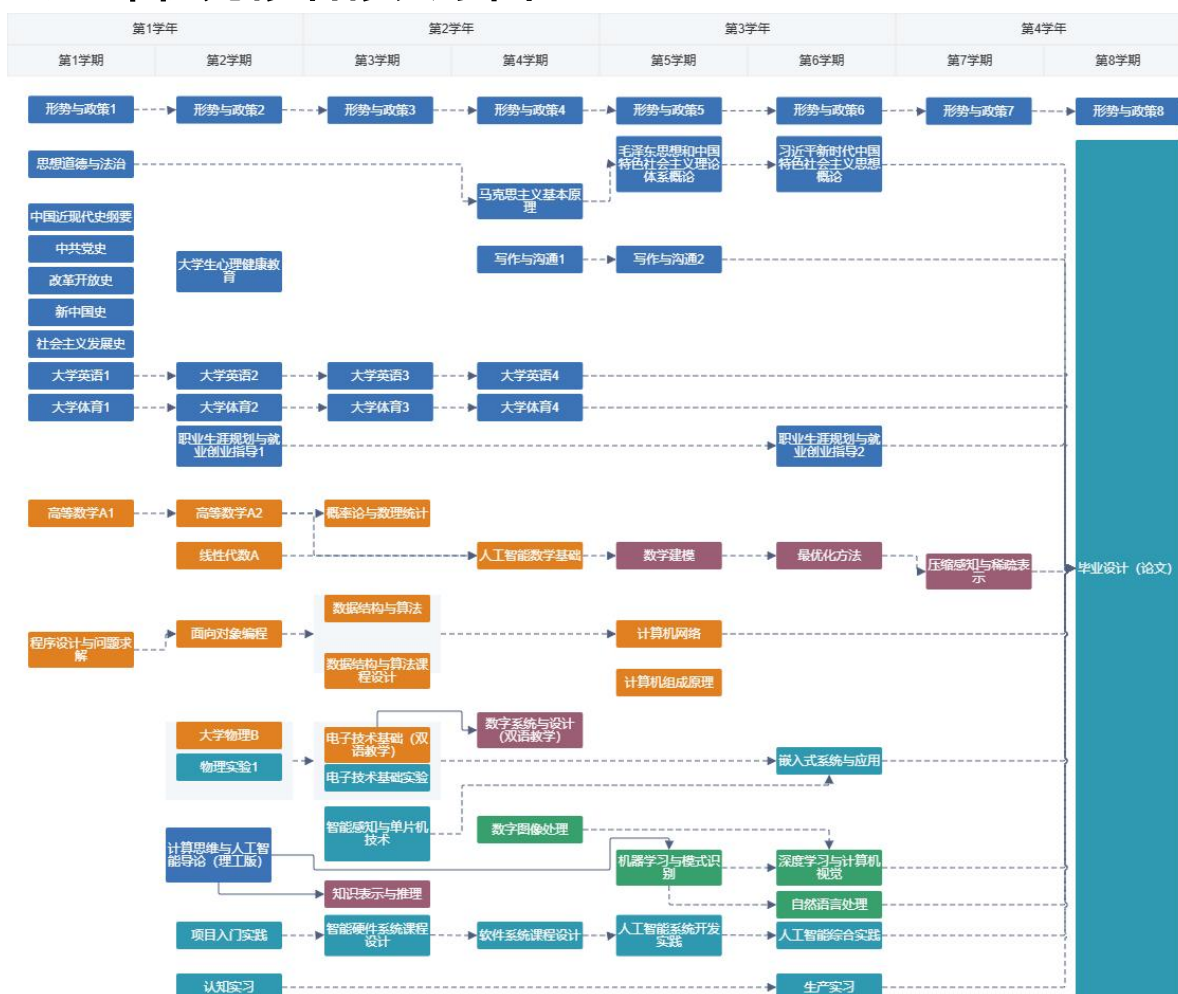 第1学年
第2学年
第3学年
第4学年
第1学期
第2学期
第3学期
第4学期
第5学期
第6学期
第7学期
第8学期
形势与政策1
形势与政策2
形势与政策3
形势与政策4
形势与政策5
形势与政策6
形势与政策7
形势与政策8
思想道德与法治
马克思主义基本原
理
毛泽东思想和中国
特色社会主义理论
体系概论
习近平新时代中国
特色社会主义思想
概论
中国近现代史纲要
中共党史
改革开放史
新中国史
社会主义发展史
大学生心理健康教
育
写作与沟通1
写作与沟通2
大学英语1
大学英语2
大学英语3
大学英语4
大学体育1
大学体育2
大学体育3
大学体育4
职业生涯规划与就
业创业指导1
职业生涯规划与就
业创业指导2
高等数学A1
高等数学A2
概率论与数理统计
线性代数A
人工智能数学基础
数学建模
最优化方法
压缩感知与稀疏表
示
毕业设计（论文）
程序设计与问题求
解
面向对象编程
数据结构与算法
数据结构与算法课
程设计
计算机网络
计算机组成原理
大学物理B
物理实验1
电子技术基础（双
语教学）
电子技术基础实验
数字系统与设计
（双语教学）
嵌入式系统与应用
智能感知与单片机
技术
数字图像处理
计算思维与人工智
能导论（理工版）
机器学习与模式识
别
深度学习与计算机
视觉
知识表示与推理
自然语言处理
项目入门实践
智能硬件系统课程
设计
软件系统课程设计
人工智能系统开发
实践
人工智能综合实践
认知实习
生产实习